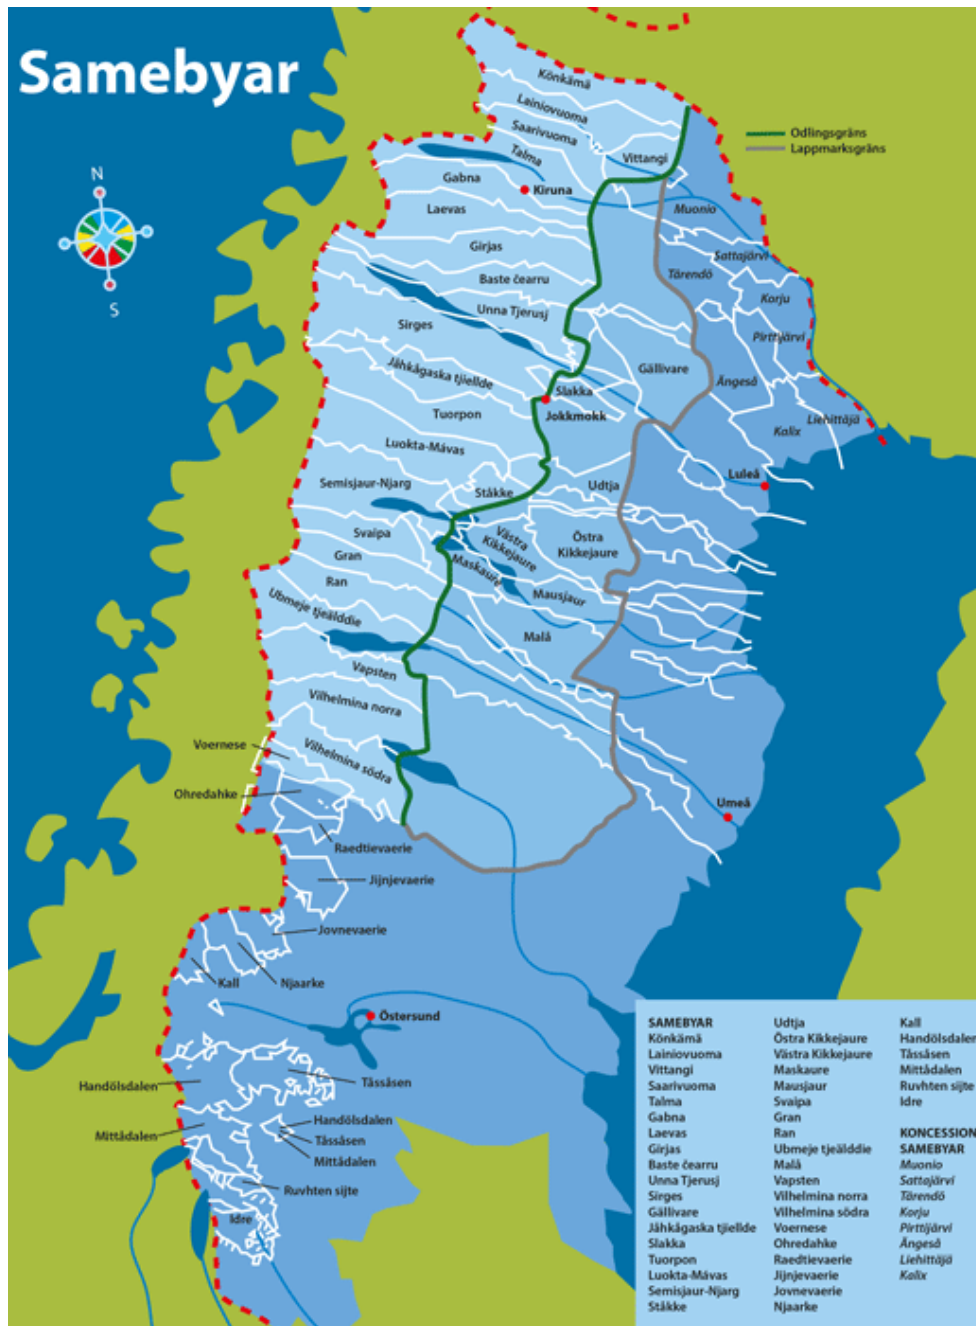 Samebyar
N
S
Odlingsgräns
Lappmarksgräns
Könkämä
Lainiovuoma
Saarivuoma
Talma
Vittangi
Gabna
Kiruna
Laevas
Muonio
Girjas
Sattajärvi
Tärendö
Baste čearru
Korju
Unna Tjerusj
Sirges
Pirttijärvi
Jåhkågaska tjiellde
Gällivare
Ängeså
Slakka
Tuorpon
Jokkmokk
Liehittäjä
Kalix
Luokta-Mávas
Luleå
Semisjaur-Njarg
Ståkke
Udtja
Svaipa
Västra
Kikkejaure
Östra
Kikkejaure
Gran
Maskaure
Ran
Mausjaur
Ubmeje tjeälddie
Malå
Vapsten
Vilhelmina norra
Voernese
Vilhelmina södra
Ohredahke
Umeå
Raedtievaerie
Jijnjevaerie
Jovnevaerie
Kall
Njaarke
Östersund
Handölsdalen
Tåssåsen
Handölsdalen
Mittådalen
Tåssåsen
Mittådalen
Ruvhten sijte
Idre
SAMEBYAR
Könkämä
Lainiovuoma
Vittangi
Saarivuoma
Talma
Gabna
Laevas
Girjas
Baste čearru
Unna Tjerusj
Sirges
Gällivare
Jåhkågaska tjiellde
Slakka
Tuorpon
Luokta-Mávas
Semisjaur-Njarg
Ståkke
Udtja
Östra Kikkejaure
Västra Kikkejaure
Maskaure
Mausjaur
Svaipa
Gran
Ran
Ubmeje tjeälddie
Malå
Vapsten
Vilhelmina norra
Vilhelmina södra
Voernese
Ohredahke
Raedtievaerie
Jijnjevaerie
Jovnevaerie
Njaarke
Kall
Handölsdalen
Tåssåsen
Mittådalen
Ruvhten sijte
Idre
KONCESSION
SAMEBYAR
Muonio
Sattajärvi
Tärendö
Korju
Pirttijärvi
Ängeså
Liehittäjä
Kalix